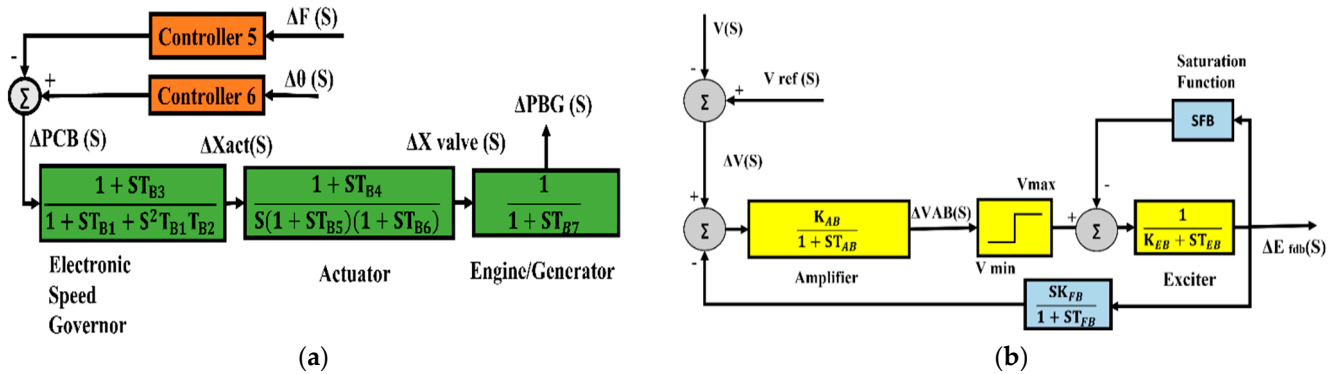 ΔF (S)
Controller 5
-
+
Δθ (S)
Controller 6
Σ
ΔPCB (S)
ΔXact(S)
ΔX valve (S)
ΔPBG (S)
1 + ST_B3
1 + ST_B1 + S²T_B1T_B2
1 + ST_B4
S(1 + ST_B5)(1 + ST_B6)
1
1 + ST_B7
Electronic
Speed
Governor
Actuator
Engine/Generator
(a)
V(S)
-
V ref (S)
+
Σ
ΔV(S)
Saturation
Function
SFB
+
Σ
-
K_AB
1 + ST_AB
Amplifier
ΔVAB(S)
Vmax
V min
+
-
Σ
1
K_EB + ST_EB
Exciter
ΔE fdb(S)
SK_FB
1 + ST_FB
(b)